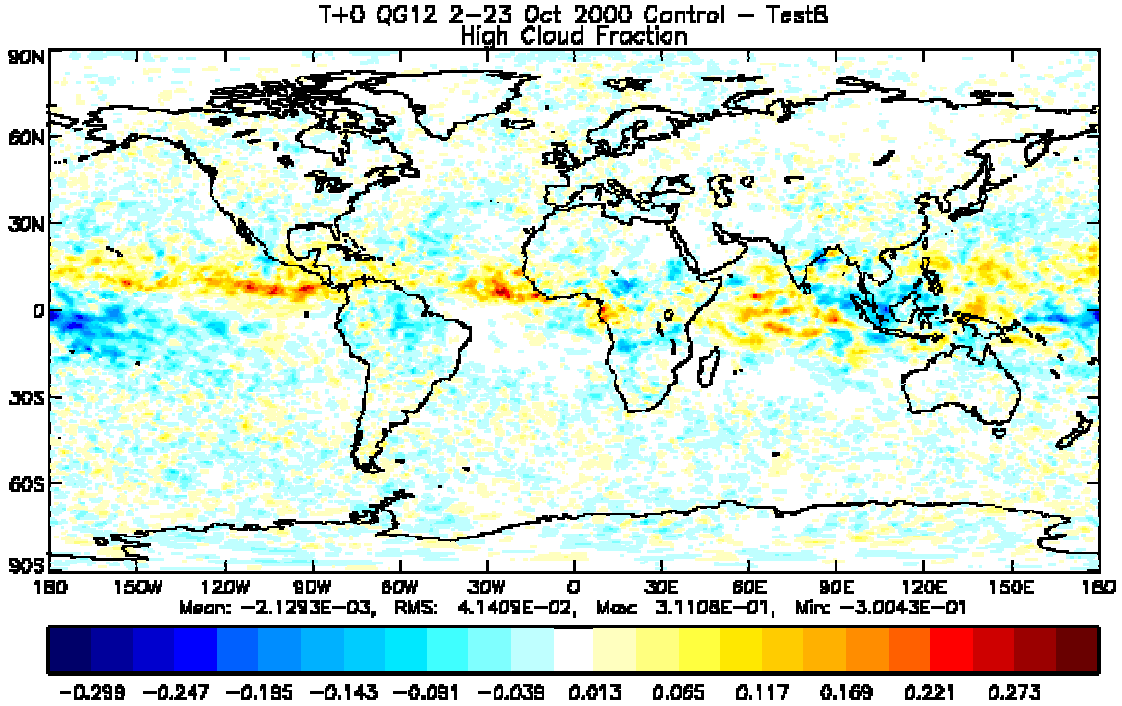 T+0 QG12 2-23 Oct 2000 Control - Test8
High Cloud Fraction
90N
60N
30N
0
30S
60S
90S
180 150W 120W 90W 60W 30W 0 30E 60E 90E 120E 150E 180
Mean: -2.1293E-03, RMS: 4.1409E-02, Max: 3.1108E-01, Min: -3.0043E-01
-0.299 -0.247 -0.195 -0.143 -0.091 -0.039 0.013 0.065 0.117 0.169 0.221 0.273